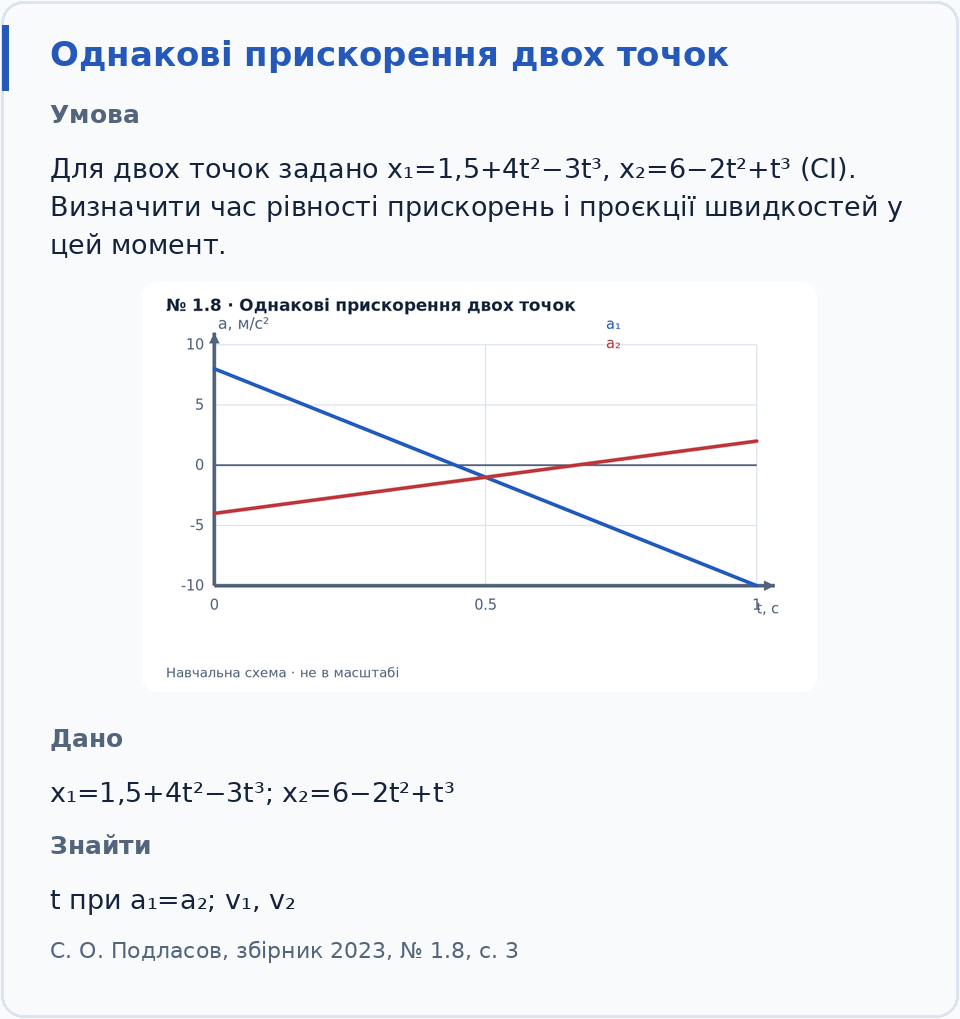 Однакові прискорення двох точок
Умова
Для двох точок задано x₁=1,5+4t²−3t³, x₂=6−2t²+t³ (СІ).
Визначити час рівності прискорень і проєкції швидкостей у
цей момент.
№ 1.8 · Однакові прискорення двох точок
a, м/с²
a₁
a₂
10
5
0
-5
-10
0
0.5
1
t, с
Навчальна схема · не в масштабі
Дано
x₁=1,5+4t²−3t³; x₂=6−2t²+t³
Знайти
t при a₁=a₂; v₁, v₂
С. О. Подласов, збірник 2023, № 1.8, с. 3